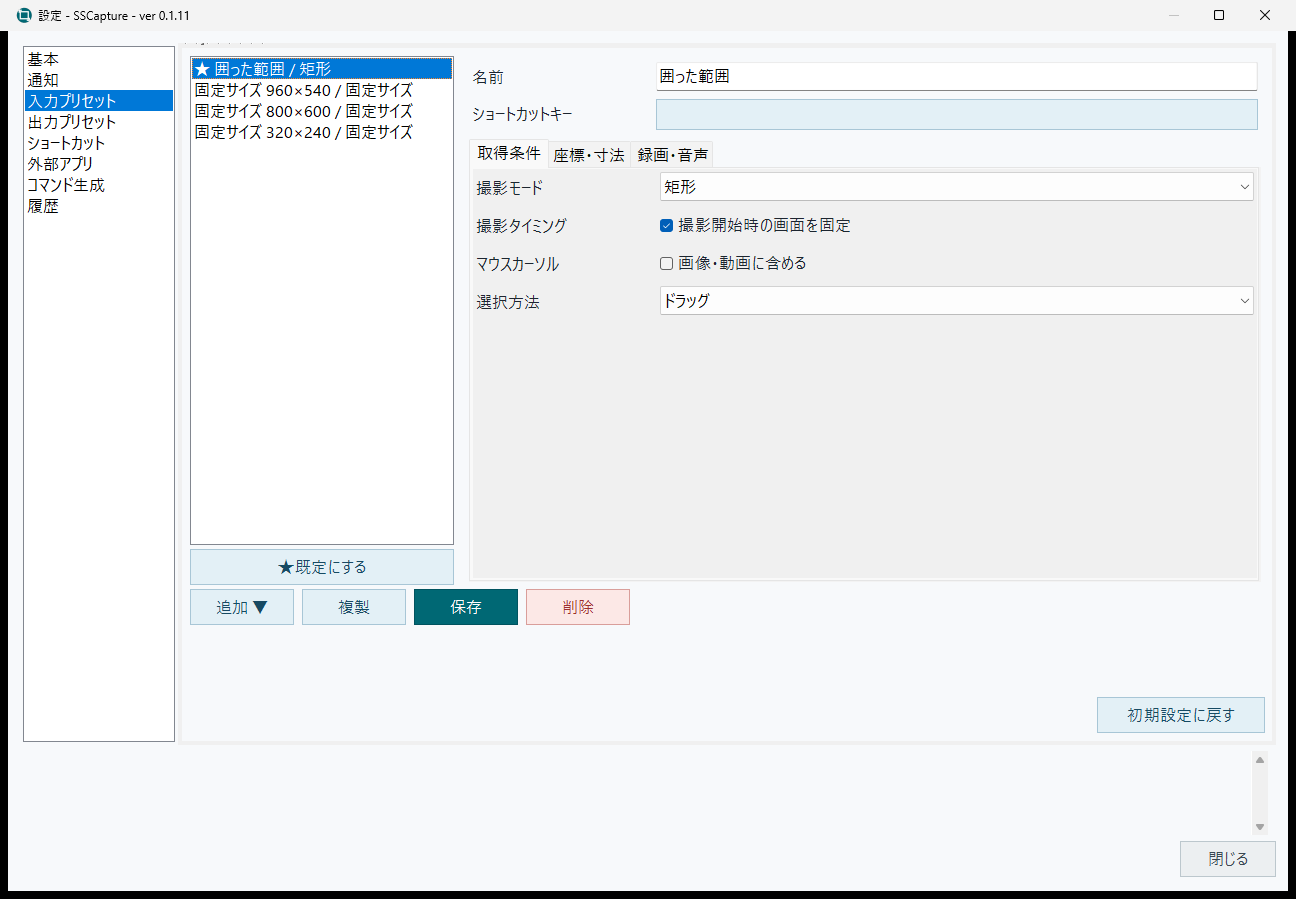 設定 - SSCapture - ver 0.1.11
基本
通知
入力プリセット
出力プリセット
ショートカット
外部アプリ
コマンド生成
履歴
★ 囲った範囲 / 矩形
固定サイズ 960×540 / 固定サイズ
固定サイズ 800×600 / 固定サイズ
固定サイズ 320×240 / 固定サイズ
★既定にする
追加 ▼
複製
保存
削除
名前
囲った範囲
ショートカットキー
取得条件
座標・寸法
録画・音声
撮影モード
矩形
撮影タイミング
撮影開始時の画面を固定
マウスカーソル
画像・動画に含める
選択方法
ドラッグ
初期設定に戻す
閉じる